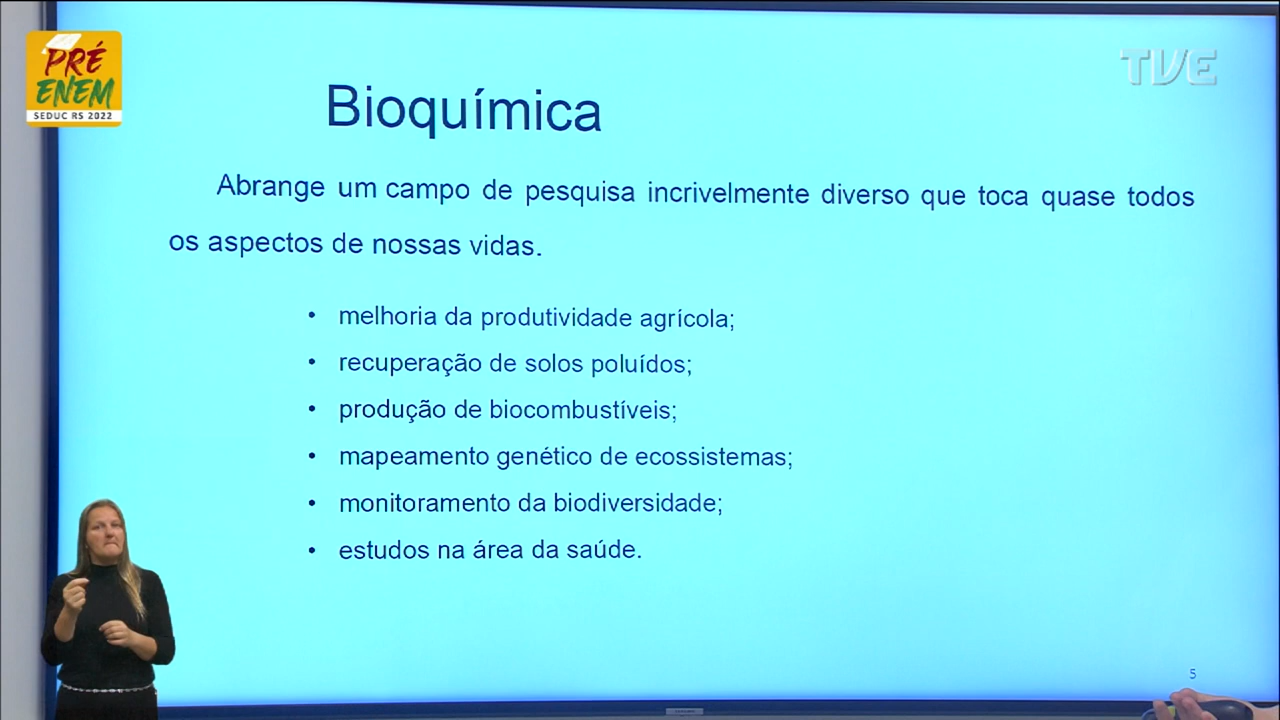 PRÉ
ENEM
SEDUC RS 2022
TVE
Bioquímica
Abrange um campo de pesquisa incrivelmente diverso que toca quase todos
os aspectos de nossas vidas.
• melhoria da produtividade agrícola;
• recuperação de solos poluídos;
• produção de biocombustíveis;
• mapeamento genético de ecossistemas;
• monitoramento da biodiversidade;
• estudos na área da saúde.
5